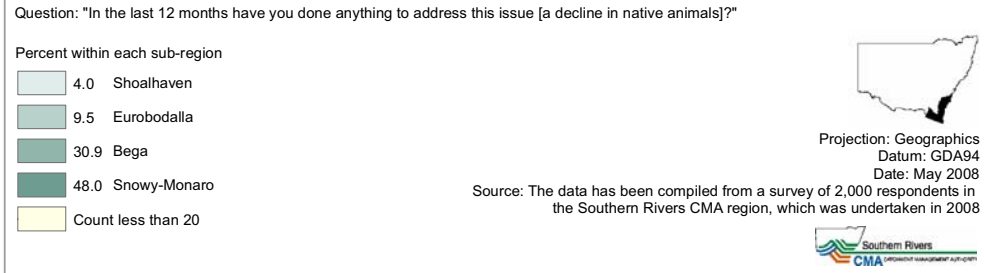 Question: "In the last 12 months have you done anything to address this issue [a decline in native animals]?"
Percent within each sub-region
4.0 Shoalhaven
9.5 Eurobodalla
30.9 Bega
48.0 Snowy-Monaro
Count less than 20
Projection: Geographics
Datum: GDA94
Date: May 2008
Source: The data has been compiled from a survey of 2,000 respondents in
the Southern Rivers CMA region, which was undertaken in 2008
Southern Rivers
CMA CATCHMENT MANAGEMENT AUTHORITY